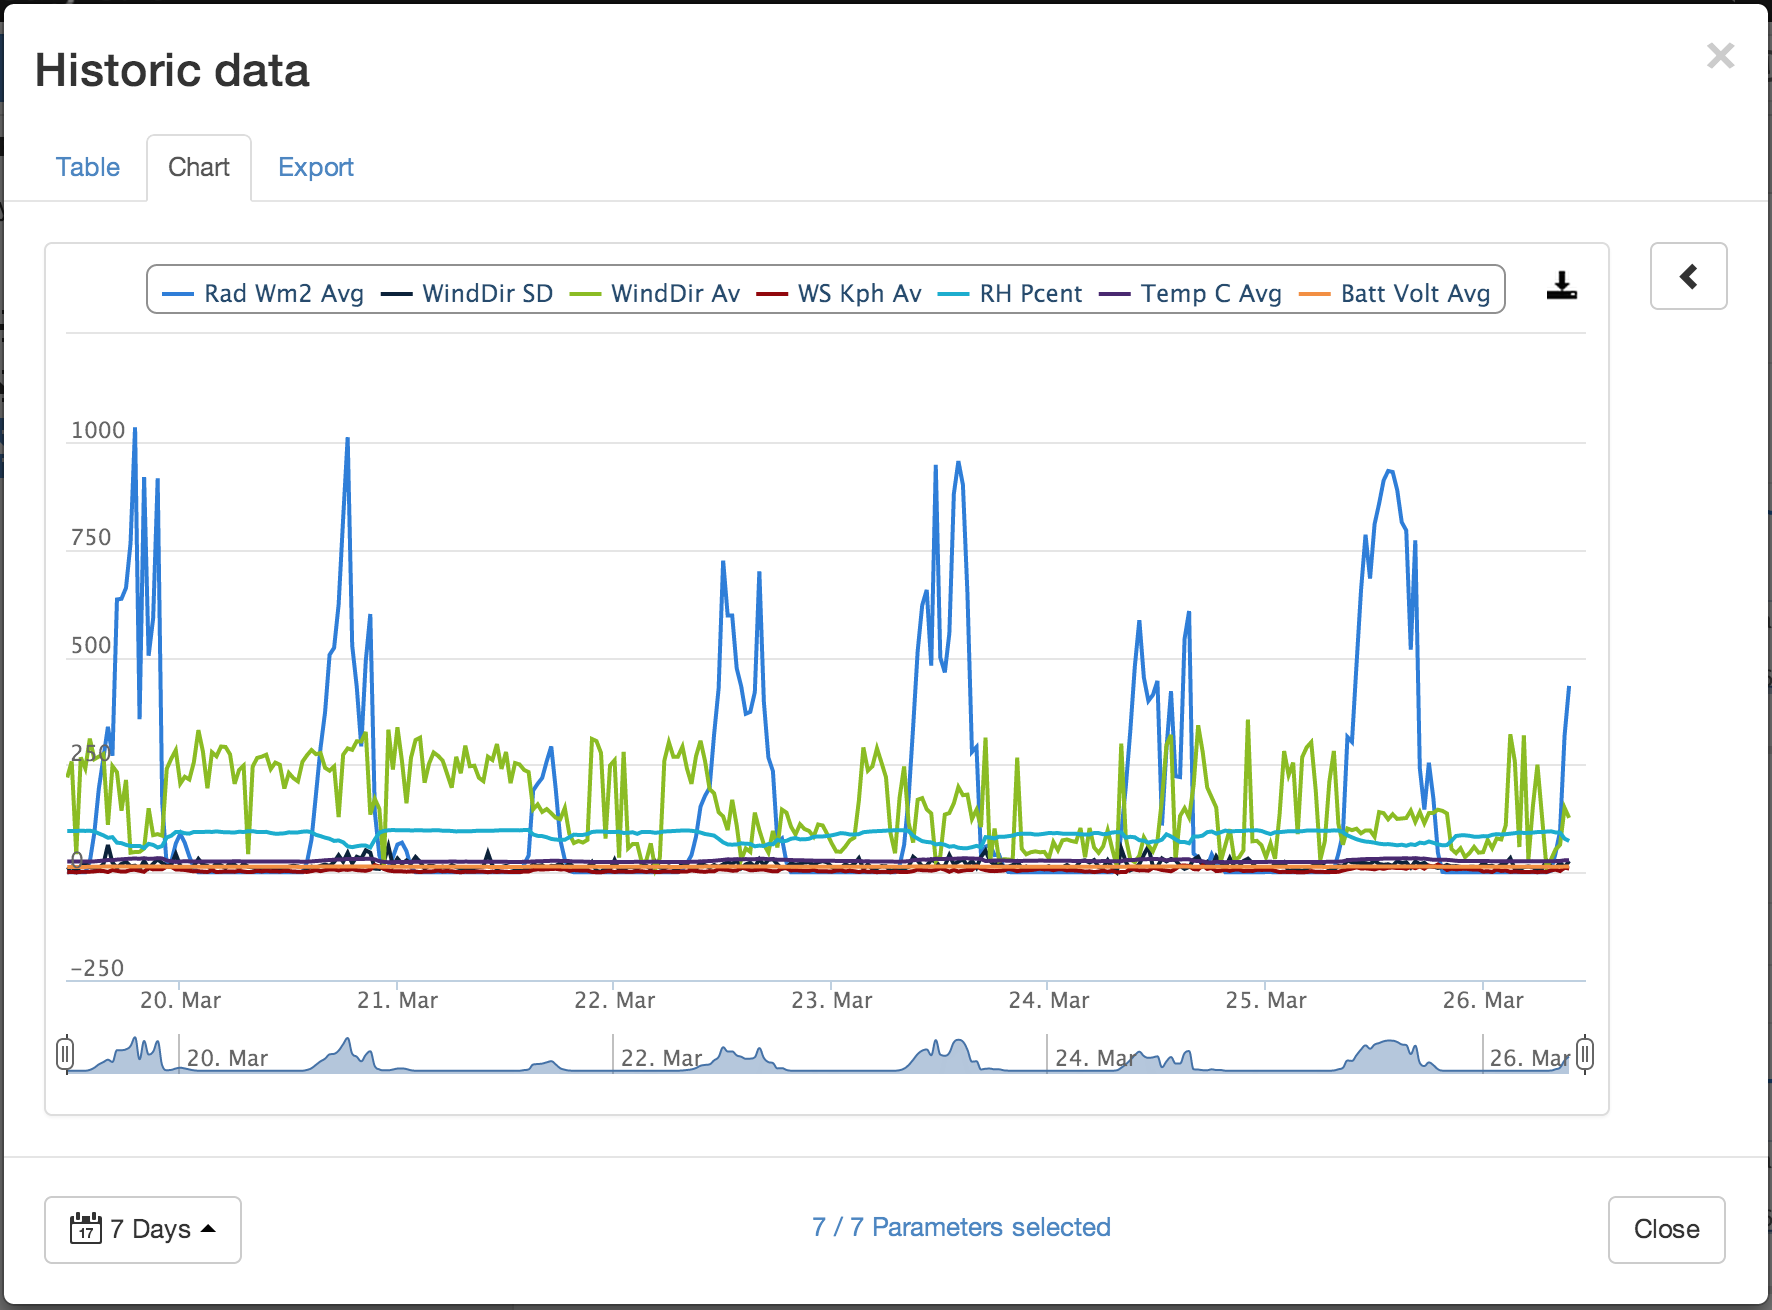 Historic data
×
Table Chart Export
Rad Wm2 Avg WindDir SD WindDir Av WS Kph Av RH Pcent Temp C Avg Batt Volt Avg
1000
750
500
250
0
-250
20. Mar 21. Mar 22. Mar 23. Mar 24. Mar 25. Mar 26. Mar
20. Mar 22. Mar 24. Mar 26. Mar
17 7 Days 7 / 7 Parameters selected Close